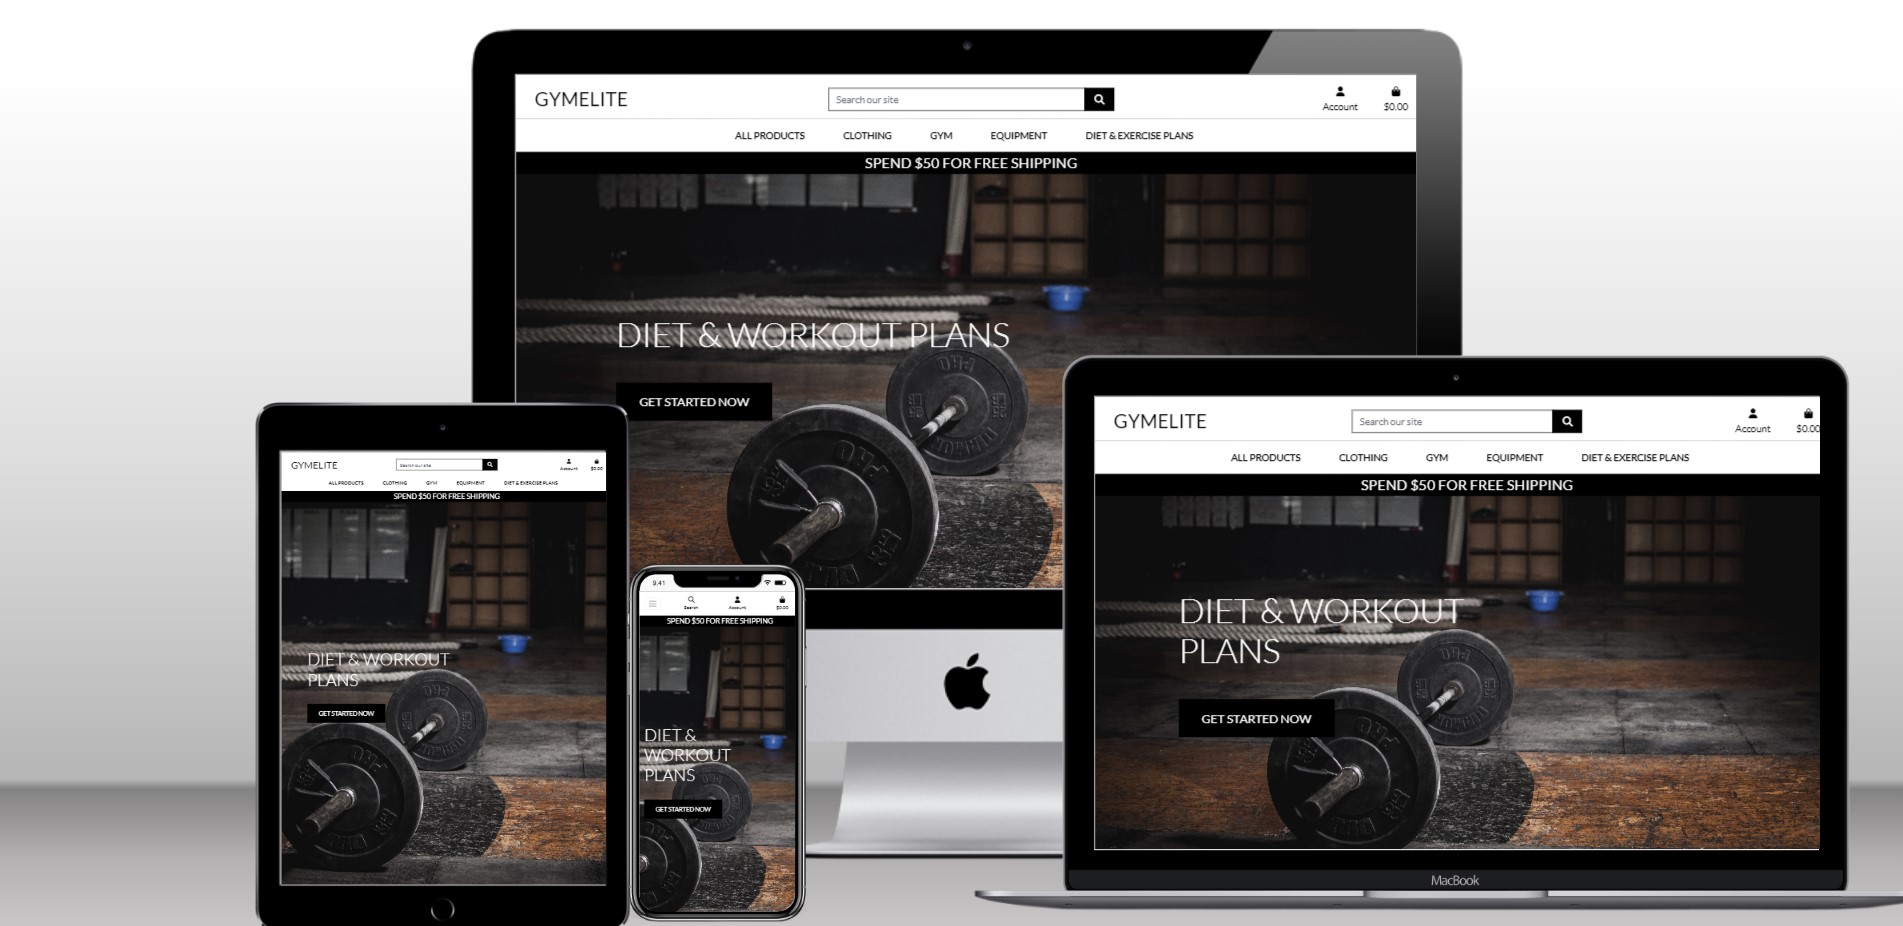 GYMELITE
Search our site
Account
$0.00
ALL PRODUCTS CLOTHING GYM EQUIPMENT DIET & EXERCISE PLANS
SPEND $50 FOR FREE SHIPPING
DIET & WORKOUT PLANS
GET STARTED NOW
GYMELITE
Search our site
Account
$0.00
ALL PRODUCTS CLOTHING GYM EQUIPMENT DIET & EXERCISE PLANS
SPEND $50 FOR FREE SHIPPING
DIET & WORKOUT
PLANS
GET STARTED NOW
MacBook
GYMELITE
Search our site
Account
$0.00
ALL PRODUCTS CLOTHING GYM EQUIPMENT DIET & EXERCISE PLANS
SPEND $50 FOR FREE SHIPPING
DIET & WORKOUT
PLANS
GET STARTED NOW
9:41
Search
Account
$0.00
SPEND $50 FOR FREE SHIPPING
DIET &
WORKOUT
PLANS
GET STARTED NOW